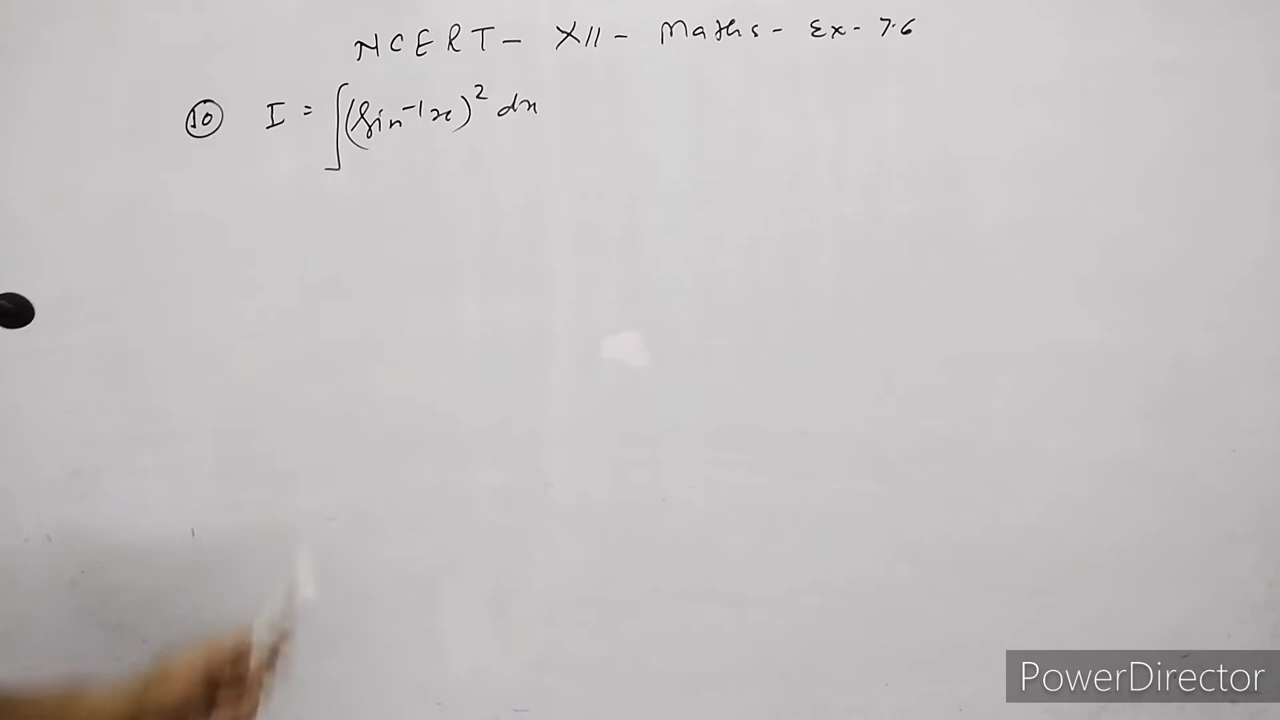 NCERT - XII - Maths - Ex - 7.6
(10) I = ∫(Sin⁻¹x)² dx
PowerDirector